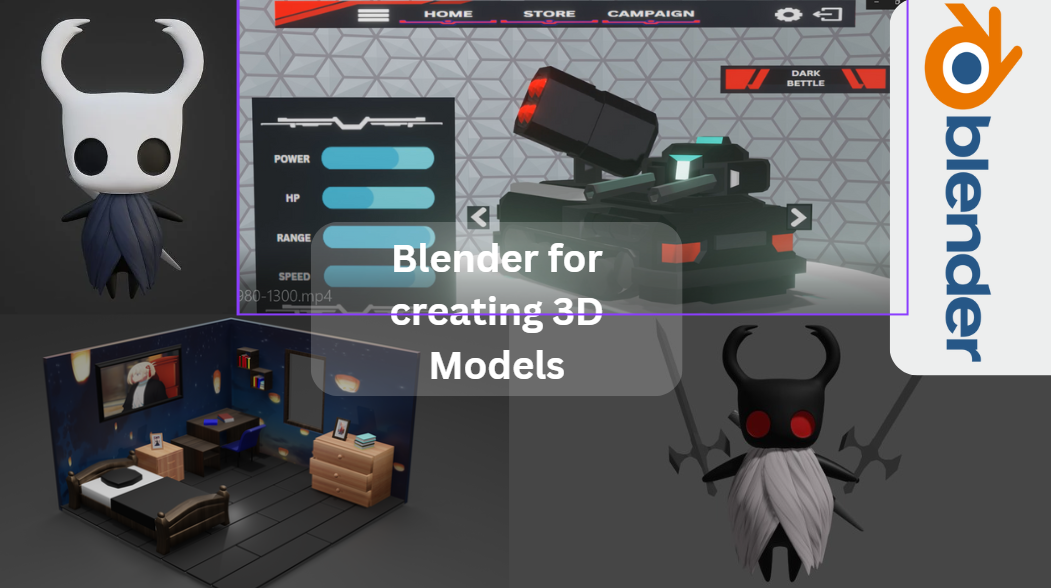 HOME STORE CAMPAIGN
DARK
BETTLE
POWER
HP
RANGE
SPEED
980-1300.mp4
Blender for
creating 3D
Models
blender